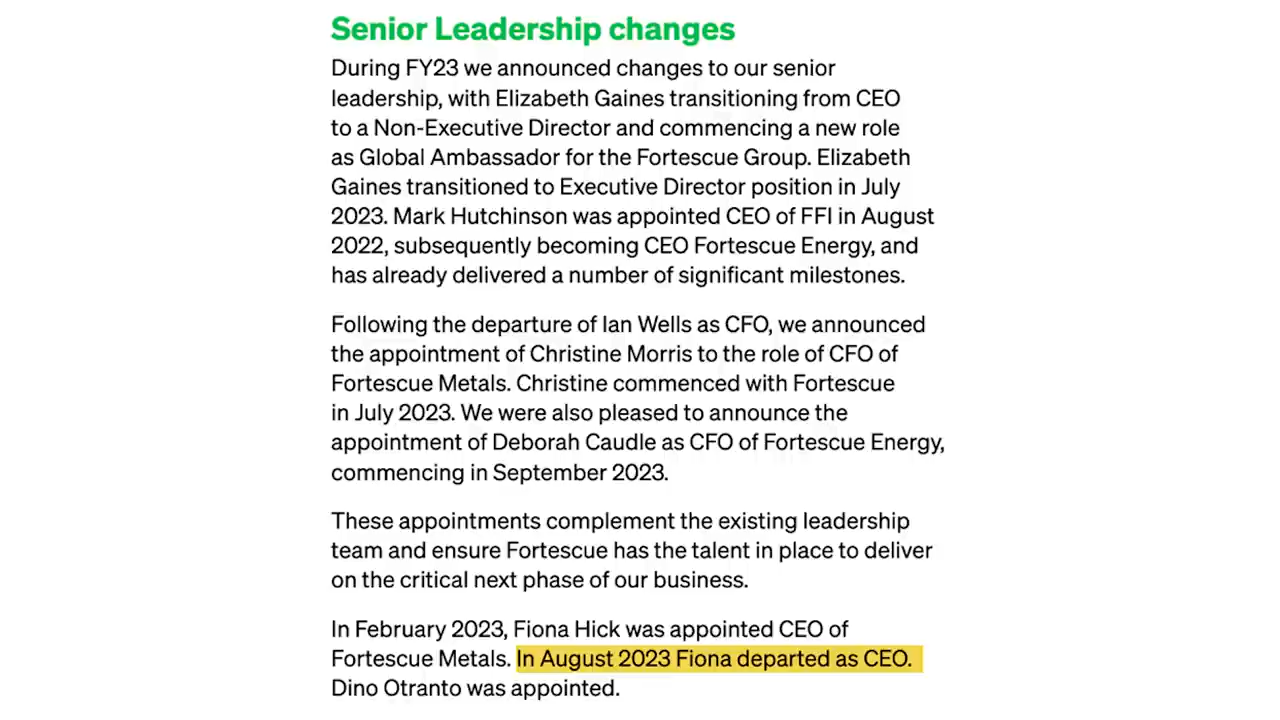 Senior Leadership changes
During FY23 we announced changes to our senior
leadership, with Elizabeth Gaines transitioning from CEO
to a Non-Executive Director and commencing a new role
as Global Ambassador for the Fortescue Group. Elizabeth
Gaines transitioned to Executive Director position in July
2023. Mark Hutchinson was appointed CEO of FFI in August
2022, subsequently becoming CEO Fortescue Energy, and
has already delivered a number of significant milestones.
Following the departure of Ian Wells as CFO, we announced
the appointment of Christine Morris to the role of CFO of
Fortescue Metals. Christine commenced with Fortescue
in July 2023. We were also pleased to announce the
appointment of Deborah Caudle as CFO of Fortescue Energy,
commencing in September 2023.
These appointments complement the existing leadership
team and ensure Fortescue has the talent in place to deliver
on the critical next phase of our business.
In February 2023, Fiona Hick was appointed CEO of
Fortescue Metals. In August 2023 Fiona departed as CEO.
Dino Otranto was appointed.